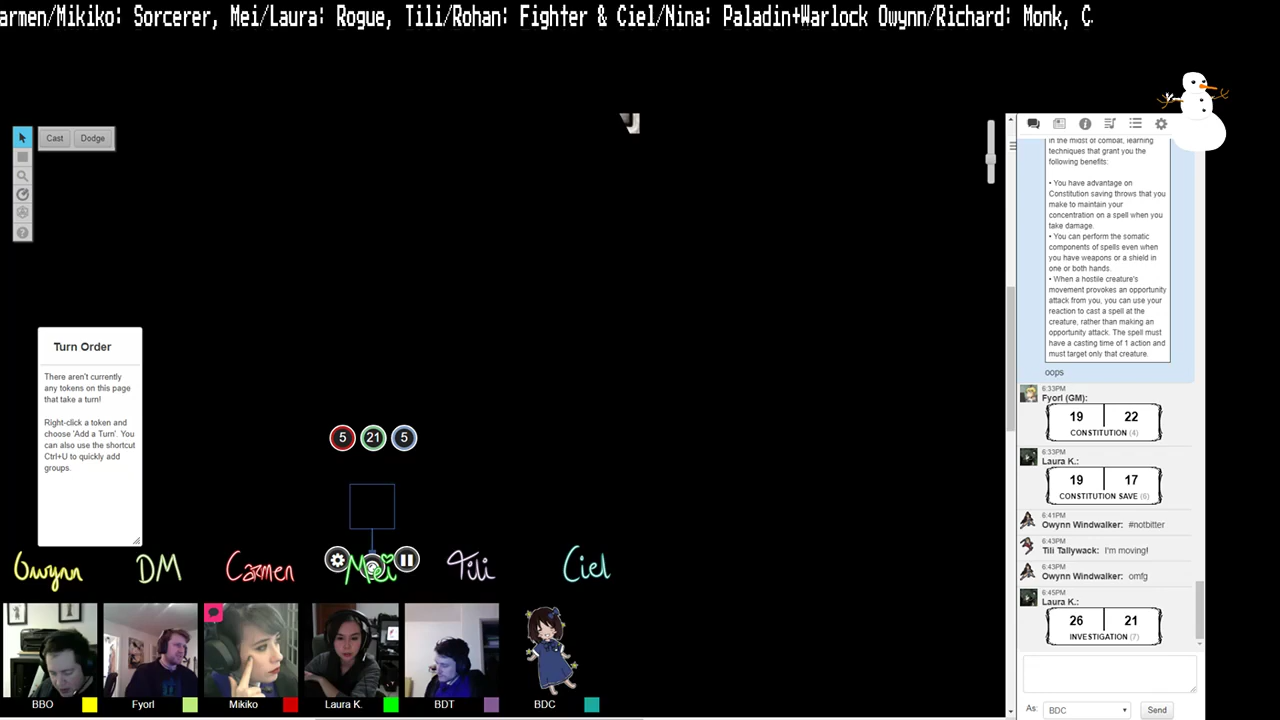 armen/Mikiko: Sorcerer, Mei/Laura: Rogue, Tili/Rohan: Fighter & Ciel/Nina: Paladin+Warlock Owynn/Richard: Monk, C
Cast
Dodge
Turn Order
There aren't currently
any tokens on this page
that take a turn!
Right-click a token and
choose 'Add a Turn'. You
can also use the shortcut
Ctrl+U to quickly add
groups.
5
21
5
Owynn
DM
Carmen
Mei
Tili
Ciel
BBO
Fyorl
Mikiko
Laura K.
BDT
BDC
in the midst of combat, learning
techniques that grant you the
following benefits:
• You have advantage on
Constitution saving throws that you
make to maintain your
concentration on a spell when you
take damage.
• You can perform the somatic
components of spells even when
you have weapons or a shield in
one or both hands.
• When a hostile creature's
movement provokes an opportunity
attack from you, you can use your
reaction to cast a spell at the
creature, rather than making an
opportunity attack. The spell must
have a casting time of 1 action and
must target only that creature.
oops
6:33PM
Fyorl (GM):
19 22
CONSTITUTION (4)
6:33PM
Laura K.:
19 17
CONSTITUTION SAVE (6)
6:41PM
Owynn Windwalker: #notbitter
6:43PM
Tili Tallywack: I'm moving!
6:43PM
Owynn Windwalker: omfg
6:45PM
Laura K.:
26 21
INVESTIGATION (7)
As:
BDC
Send